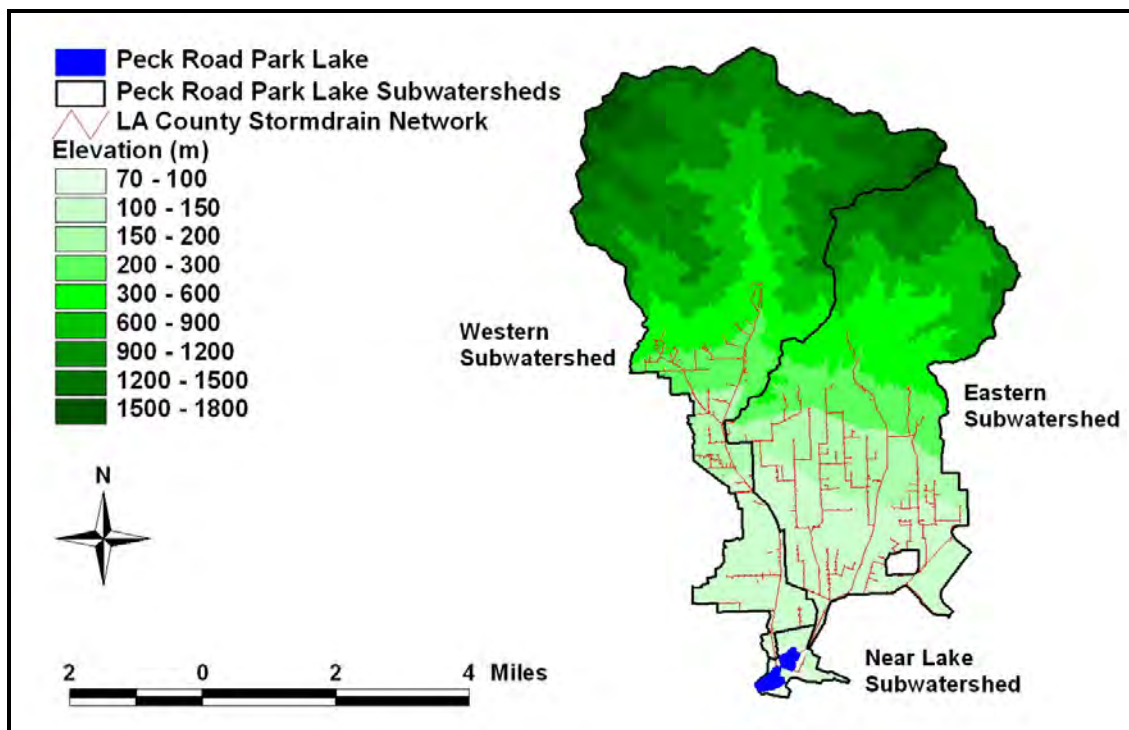 Peck Road Park Lake
Peck Road Park Lake Subwatersheds
LA County Stormdrain Network
Elevation (m)
70 - 100
100 - 150
150 - 200
200 - 300
300 - 600
600 - 900
900 - 1200
1200 - 1500
1500 - 1800
Western
Subwatershed
Eastern
Subwatershed
N
Near Lake
Subwatershed
2 0 2 4 Miles